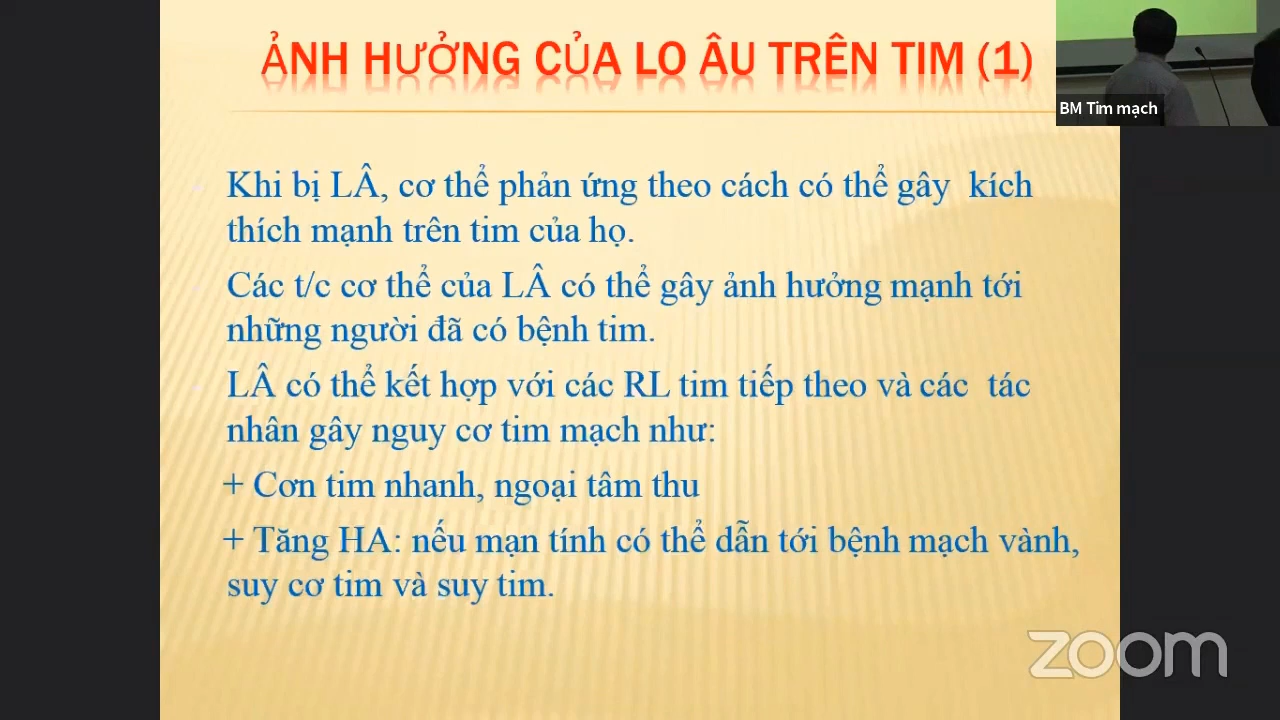 ẢNH HƯỞNG CỦA LO ÂU TRÊN TIM (1)
BM Tim mạch
Khi bị LÂ, cơ thể phản ứng theo cách có thể gây kích
thích mạnh trên tim của họ.
Các t/c cơ thể của LÂ có thể gây ảnh hưởng mạnh tới
những người đã có bệnh tim.
LÂ có thể kết hợp với các RL tim tiếp theo và các tác
nhân gây nguy cơ tim mạch như:
+ Cơn tim nhanh, ngoại tâm thu
+ Tăng HA: nếu mạn tính có thể dẫn tới bệnh mạch vành,
suy cơ tim và suy tim.
zoom